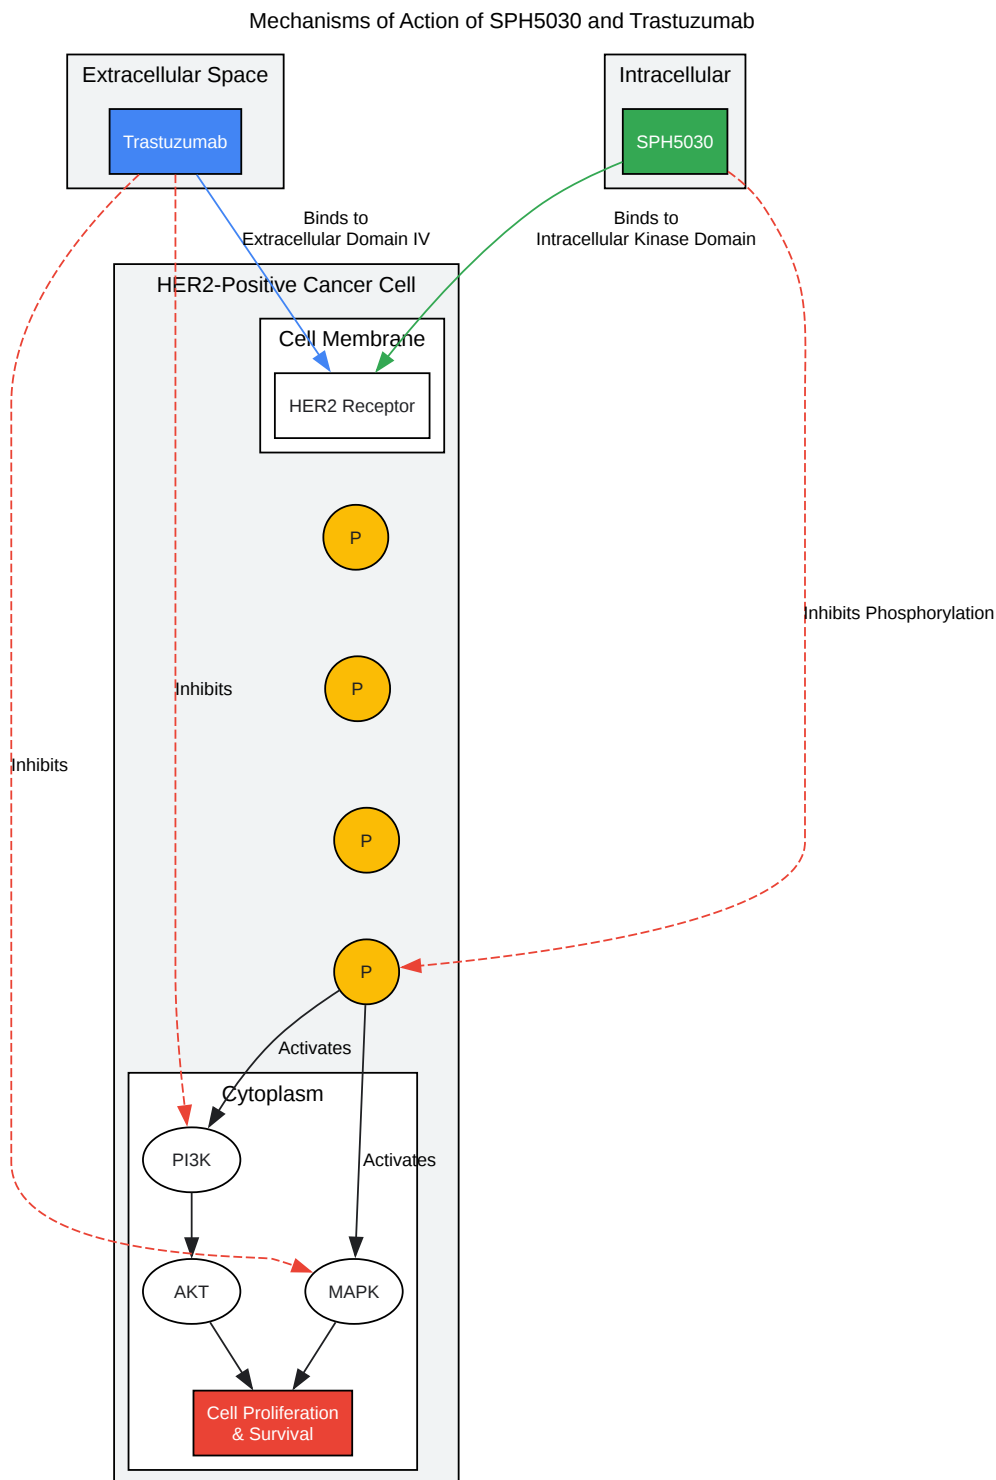 Mechanisms of Action of SPH5030 and Trastuzumab
Extracellular Space
Intracellular
Trastuzumab
SPH5030
Binds to
Extracellular Domain IV
Binds to
Intracellular Kinase Domain
HER2-Positive Cancer Cell
Cell Membrane
HER2 Receptor
P
Inhibits Phosphorylation
P
Inhibits
Inhibits
P
P
Activates
Cytoplasm
PI3K
Activates
AKT
MAPK
Cell Proliferation
& Survival